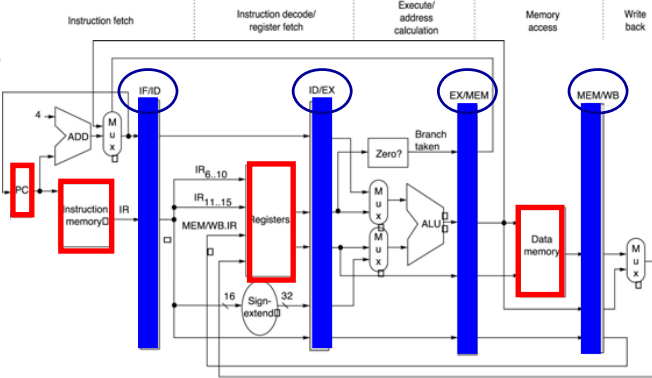 Instruction fetch
Instruction decode/
register fetch
Execute/
address
calculation
Memory
access
Write
back
IF/ID
ID/EX
EX/MEM
MEM/WB
4
ADD
M
u
x
Branch
taken
Zero?
PC
Instruction
memory
IR
IR6..10
IR11..15
MEM/WB.IR
Registers
M
u
x
M
u
x
ALU
Data
memory
M
u
x
16
Sign-
extend
32